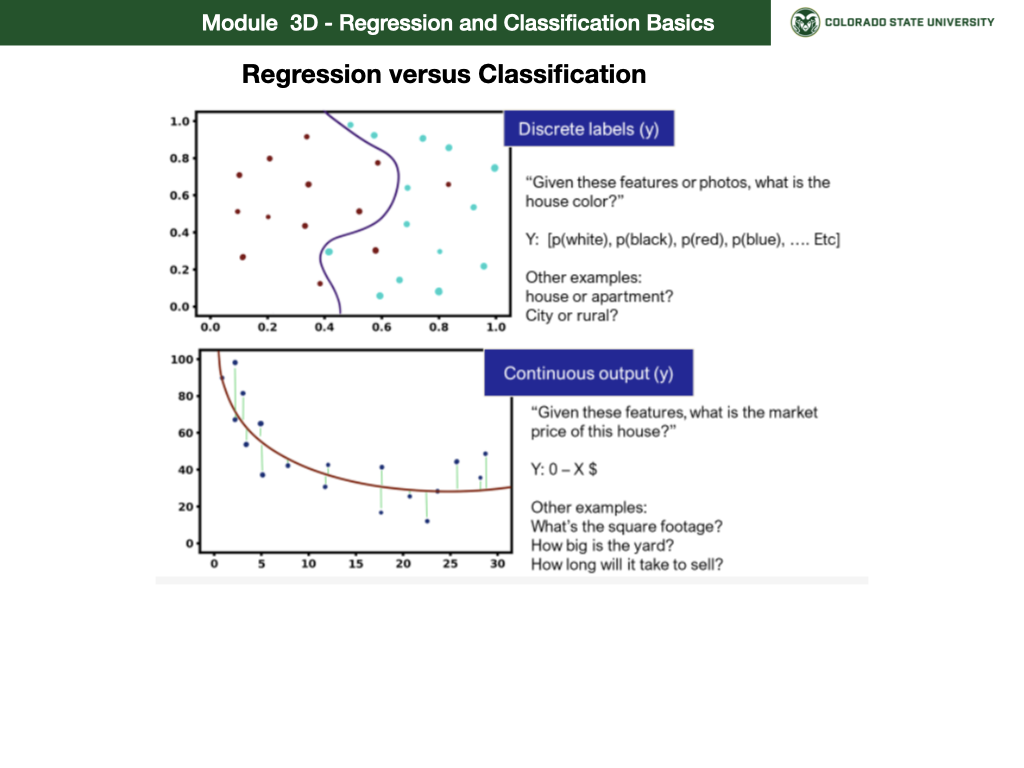 Module 3D - Regression and Classification Basics
COLORADO STATE UNIVERSITY
Regression versus Classification
1.0
0.8
0.6
0.4
0.2
0.0
0.0 0.2 0.4 0.6 0.8 1.0
Discrete labels (y)
“Given these features or photos, what is the
house color?”
Y: [p(white), p(black), p(red), p(blue), …. Etc]
Other examples:
house or apartment?
City or rural?
100
80
60
40
20
0
0 5 10 15 20 25 30
Continuous output (y)
“Given these features, what is the market
price of this house?”
Y: 0 – X $
Other examples:
What’s the square footage?
How big is the yard?
How long will it take to sell?